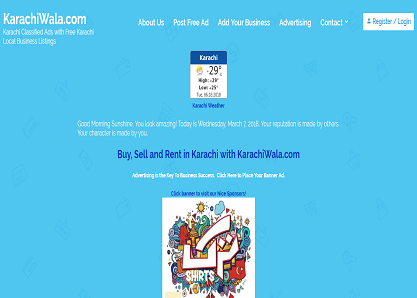 KarachiWala.com
Karachi Classified Ads with Free Karachi
Local Business Listings
About Us
Post Free Ad
Add Your Business
Advertising
Contact
Register / Login
Karachi
+29°C
High: +29°
Low: +25°
Tue, 06.03.2018
Karachi Weather
Good Morning Sunshine. You look amazing! Today is Wednesday, March 7, 2018. Your reputation is made by others.
Your character is made by you.
Buy, Sell and Rent in Karachi with KarachiWala.com
Advertising is the Key To Business Success. Click Here to Place Your Banner Ad.
Click banner to visit our Nice Sponsors!
SHIRTS